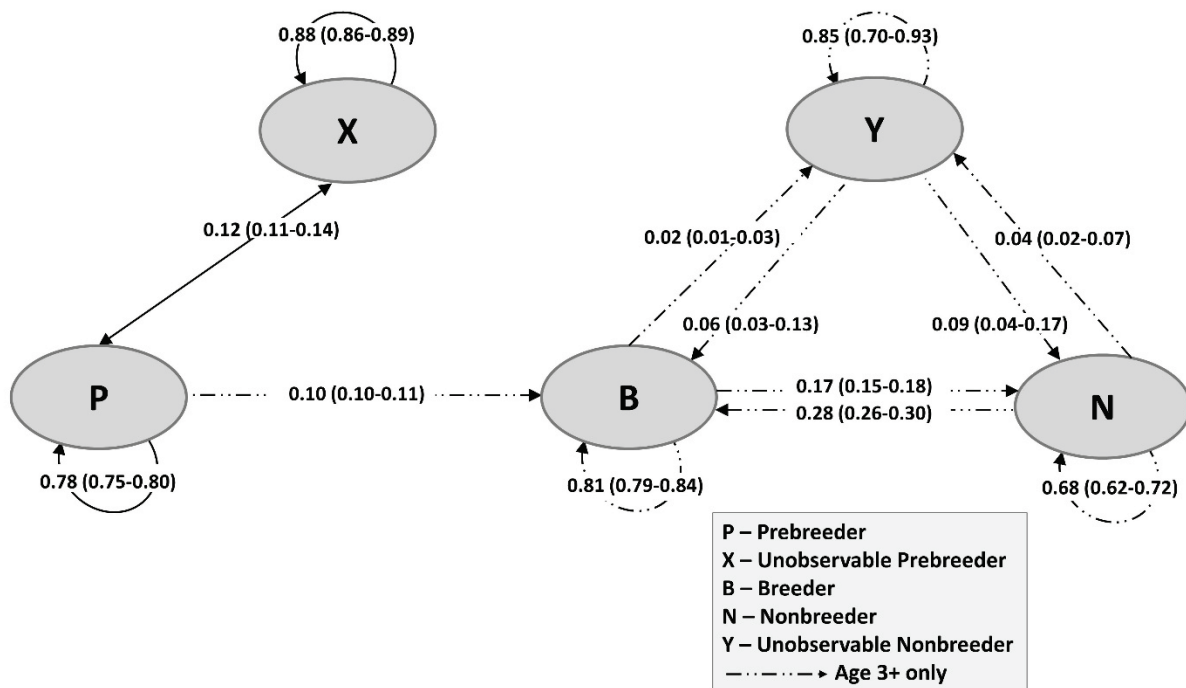 0.88 (0.86-0.89)
0.85 (0.70-0.93)
X
Y
0.12 (0.11-0.14)
0.02 (0.01-0.03)
0.04 (0.02-0.07)
0.06 (0.03-0.13)
0.09 (0.04-0.17)
P
0.10 (0.10-0.11)
B
0.17 (0.15-0.18)
0.28 (0.26-0.30)
N
0.78 (0.75-0.80)
0.81 (0.79-0.84)
0.68 (0.62-0.72)
P – Prebreeder
X – Unobservable Prebreeder
B – Breeder
N – Nonbreeder
Y – Unobservable Nonbreeder
Age 3+ only